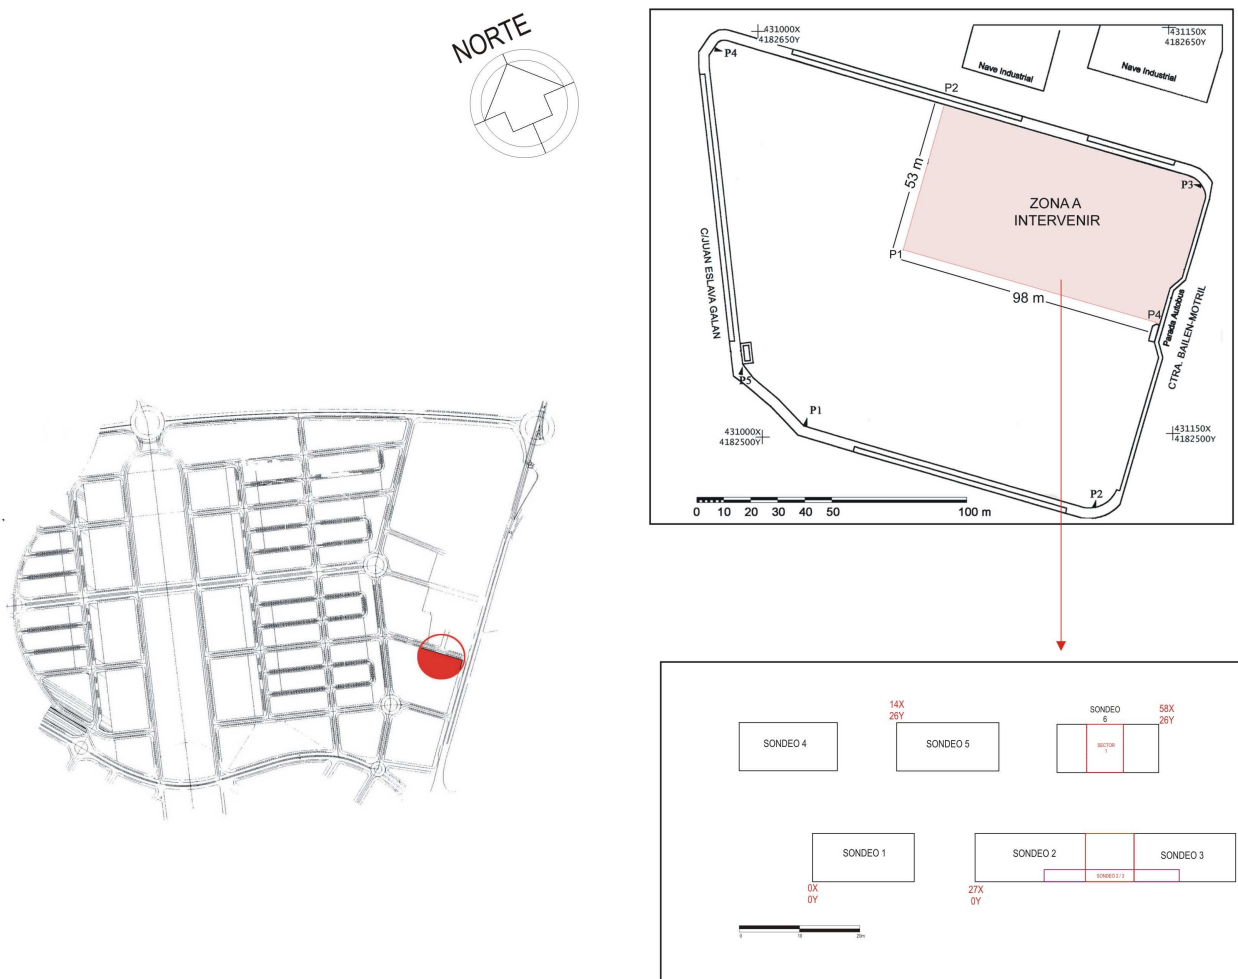 NORTE
431000X
4182650Y
431150X
4182650Y
P4
Nave Industrial
Nave Industrial
P2
P3
53 m
ZONA A
INTERVENIR
C/JUAN ESLAVA GALAN
P1
98 m
P4
Parada Autobus
CTRA. BAILEN-MOTRIL
P5
P1
431000X
4182500Y
431150X
4182500Y
P2
0 10 20 30 40 50 100 m
14X
26Y
SONDEO
6
58X
26Y
SONDEO 4
SONDEO 5
SECTOR
1
SONDEO 1
SONDEO 2
SONDEO 3
SONDEO 2 / 3
0X
0Y
27X
0Y
0 10 20m